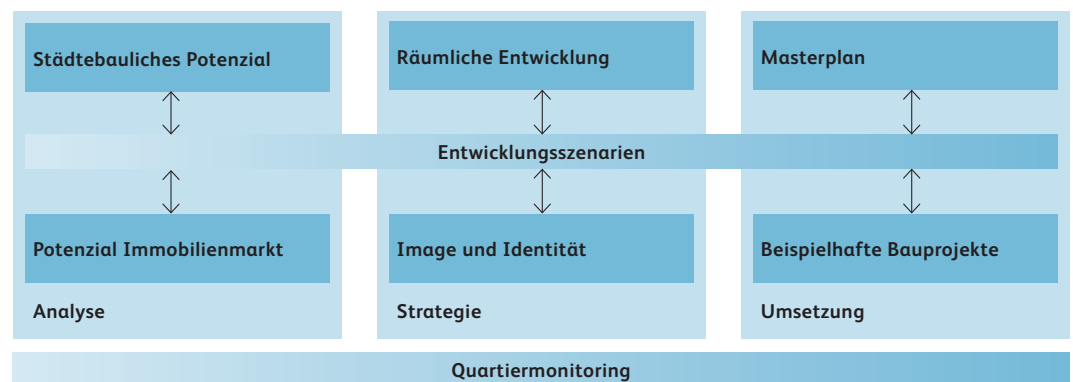 Städtebauliches Potenzial
Räumliche Entwicklung
Masterplan
Entwicklungsszenarien
Potenzial Immobilienmarkt
Image und Identität
Beispielhafte Bauprojekte
Analyse
Strategie
Umsetzung
Quartiermonitoring